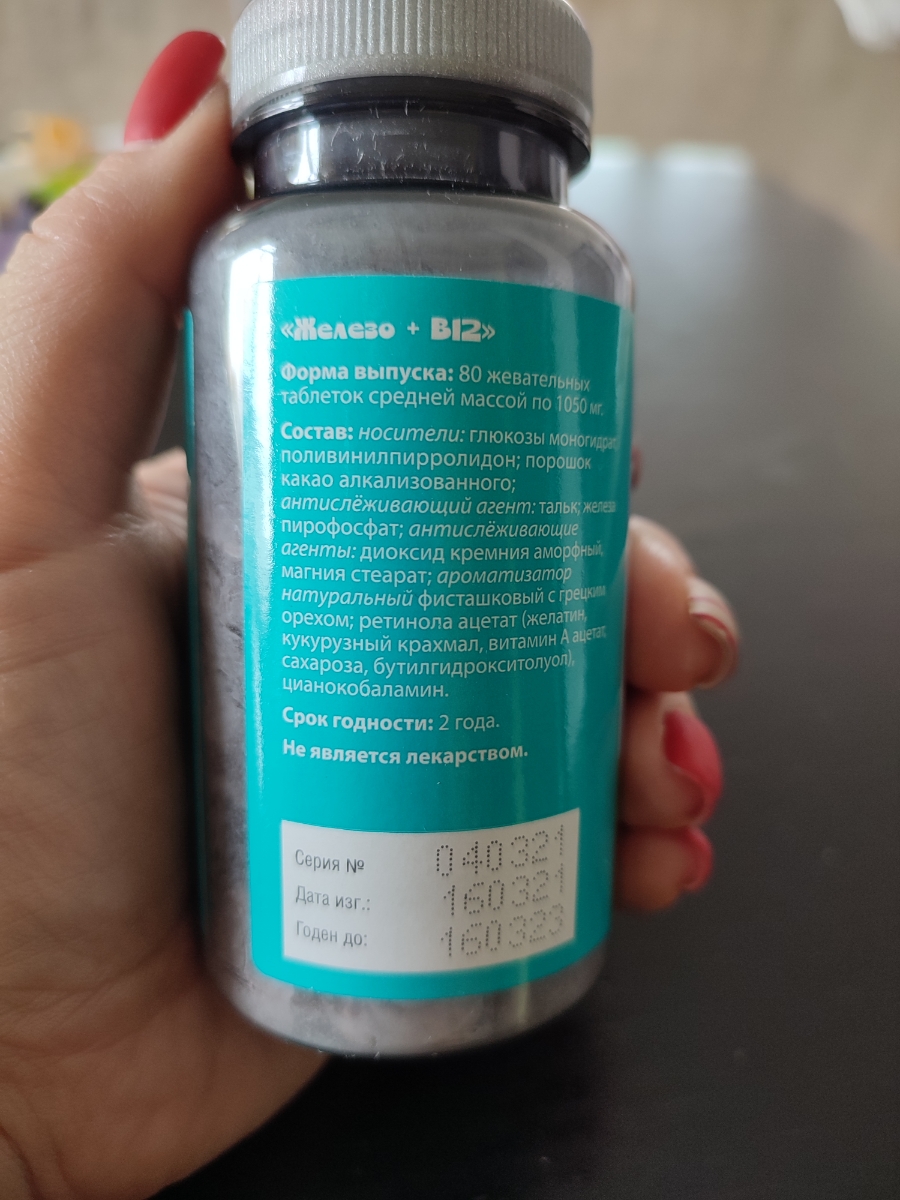 «Железо + B12»
Форма выпуска: 80 жевательных
таблеток средней массой по 1050 мг.
Состав: носители: глюкозы моногидрат,
поливинилпирролидон; порошок
какао алкализованного;
антислёживающий агент: тальк; железа
пирофосфат; антислёживающие
агенты: диоксид кремния аморфный,
магния стеарат; ароматизатор
натуральный фисташковый с грецким
орехом; ретинола ацетат (желатин,
кукурузный крахмал, витамин А ацетат,
сахароза, бутилгидрокситолуол),
цианокобаламин.
Срок годности: 2 года.
Не является лекарством.
Серия № 040321
Дата изг.: 160321
Годен до: 160323